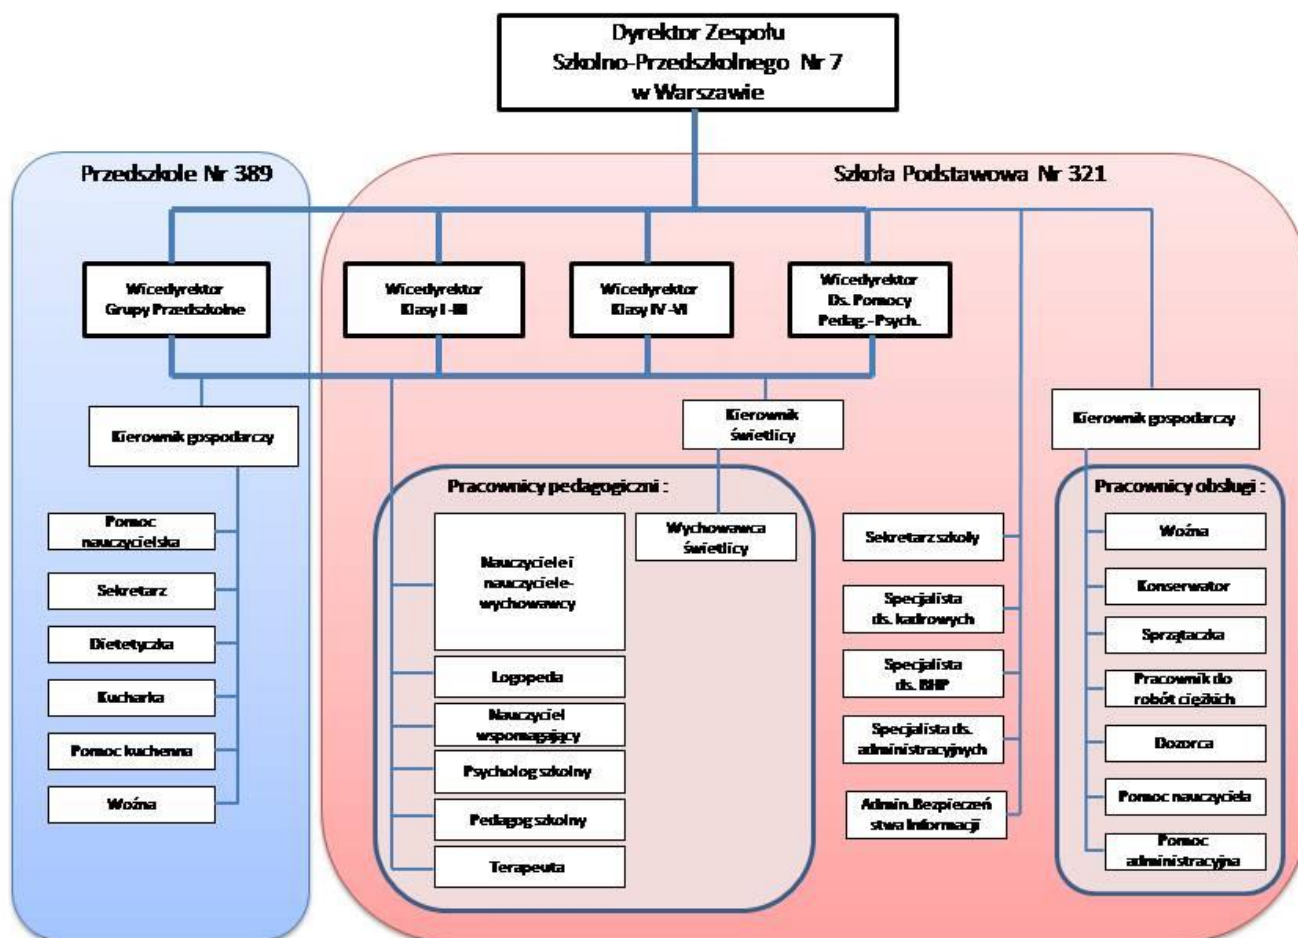 Dyrektor Zespołu
Szkolno-Przedszkolnego Nr 7
w Warszawie
Przedszkole Nr 389
Szkoła Podstawowa Nr 321
Wicedyrektor
Grupy Przedszkolne
Wicedyrektor
Klasy I-III
Wicedyrektor
Klasy IV-VI
Wicedyrektor
Ds. Pomocy
Pedag.-Psych.
Kierownik gospodarczy
Kierownik
świetlicy
Kierownik gospodarczy
Pomoc
nauczycielska
Sekretarz
Dietetyczka
Kucharka
Pomoc kuchenna
Woźna
Pracownicy pedagogiczni :
Nauczyciele i
nauczyciele-
wychowawcy
Logopeda
Nauczyciel
wspomagający
Psycholog szkolny
Pedagog szkolny
Terapeuta
Wychowawca
świetlicy
Sekretarz szkoły
Specjalista
ds. kadrowych
Specjalista
ds. BHP
Specjalista ds.
administracyjnych
Admin. Bezpieczeń
stwa Informacji
Pracownicy obsługi :
Woźna
Konserwator
Sprzątaczka
Pracownik do
robót ciężkich
Dozorca
Pomoc nauczyciela
Pomoc
administracyjna